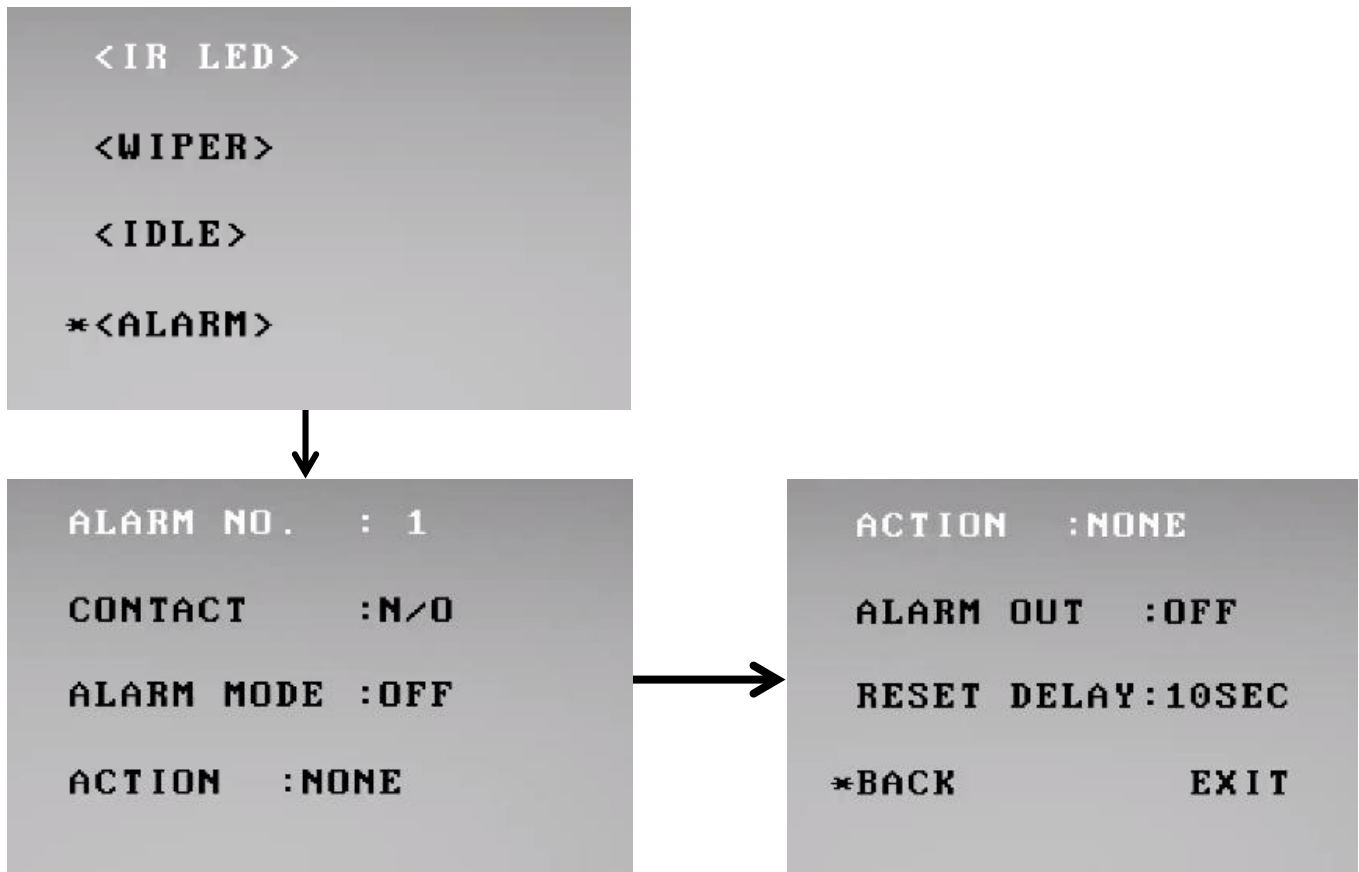 <IR LED>
<WIPER>
<IDLE>
*<ALARM>
ALARM NO. : 1
CONTACT :N/O
ALARM MODE :OFF
ACTION :NONE
ACTION :NONE
ALARM OUT :OFF
RESET DELAY:10SEC
*BACK EXIT